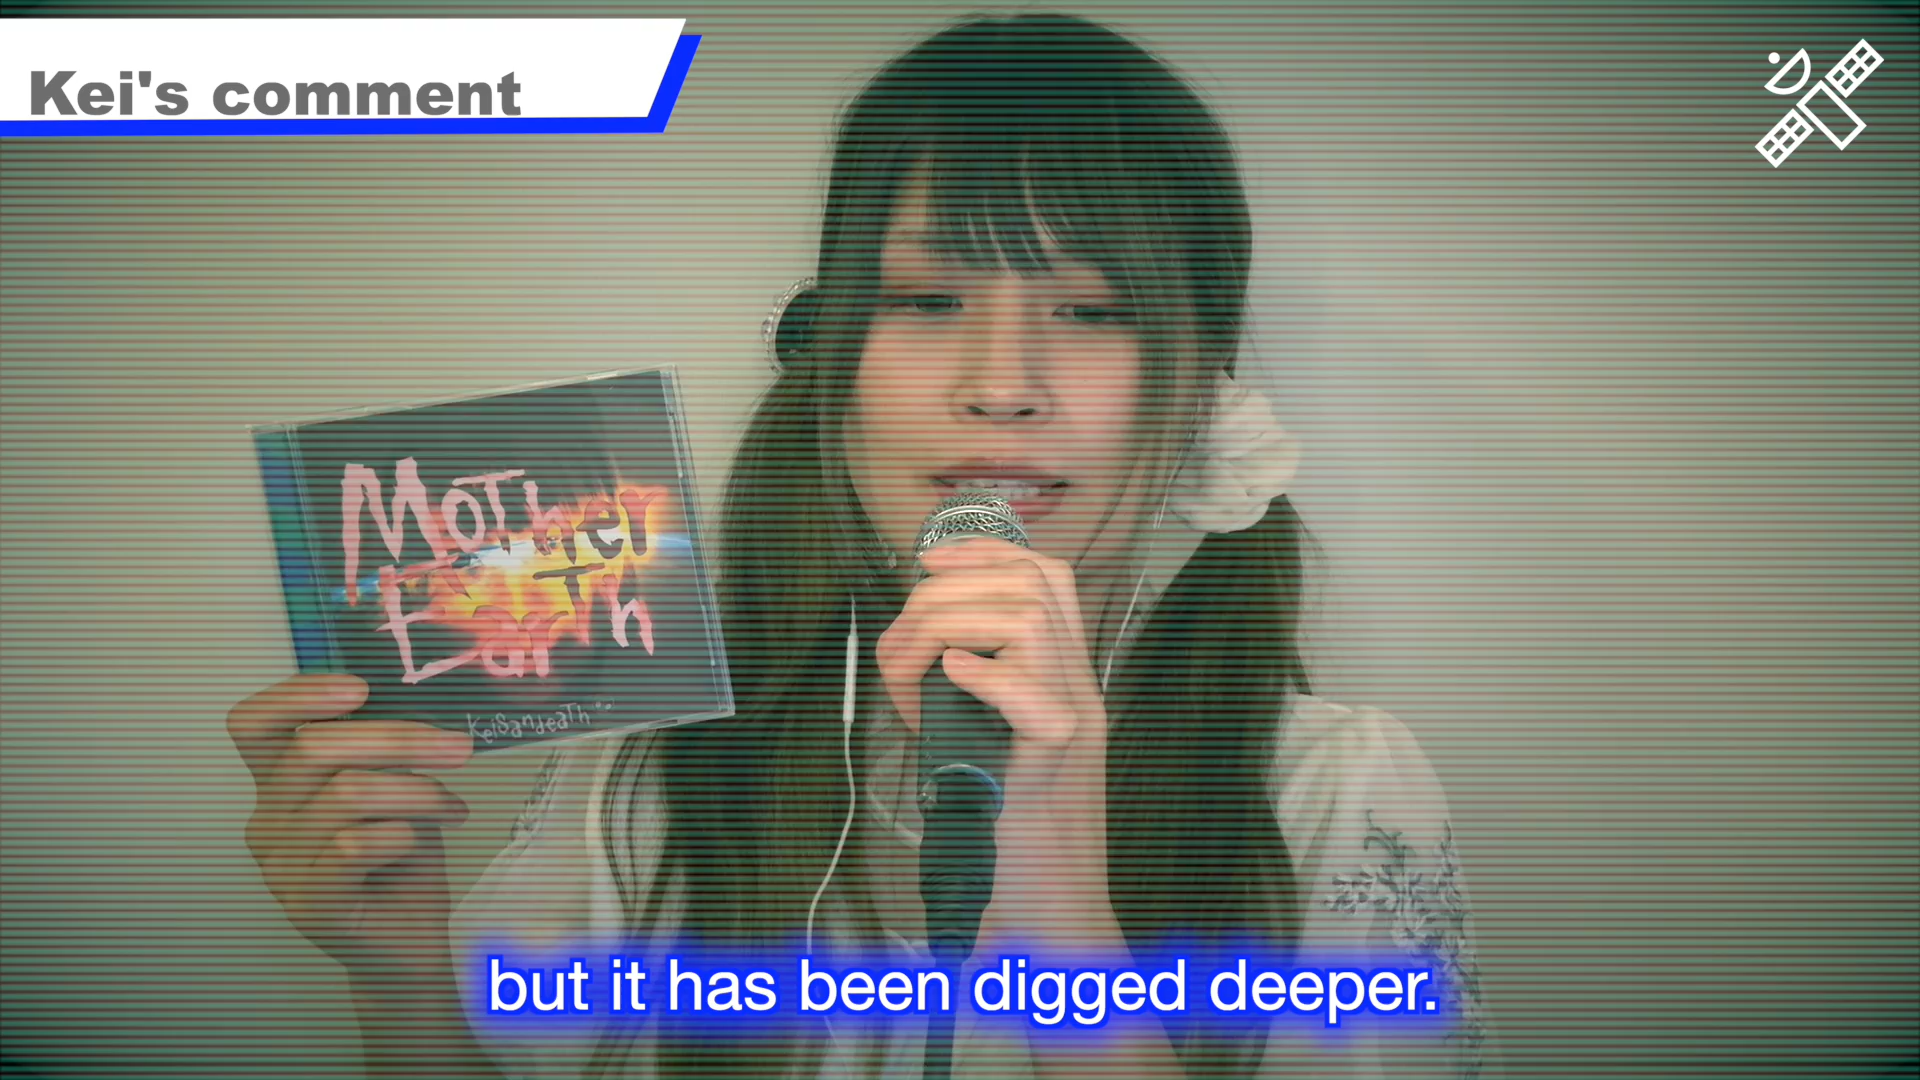 Kei's comment
MoTher
EarTh
Keisandeath
but it has been digged deeper.